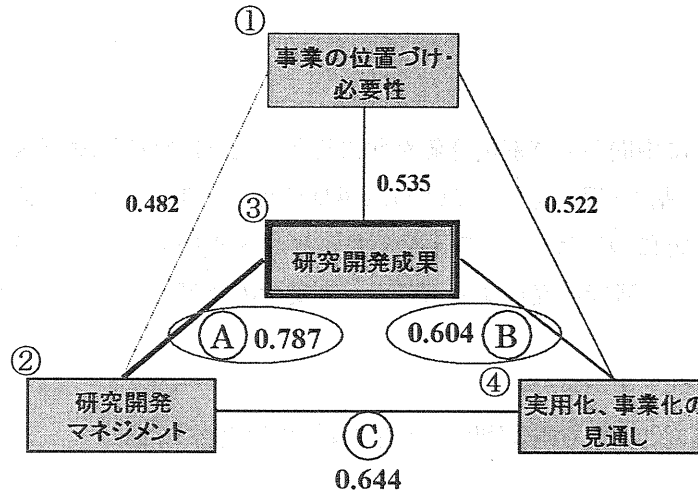 ①
事業の位置づけ・
必要性
0.482
0.535
0.522
③
研究開発成果
A 0.787
0.604 B
②
研究開発
マネジメント
④
実用化、事業化の
見通し
C
0.644